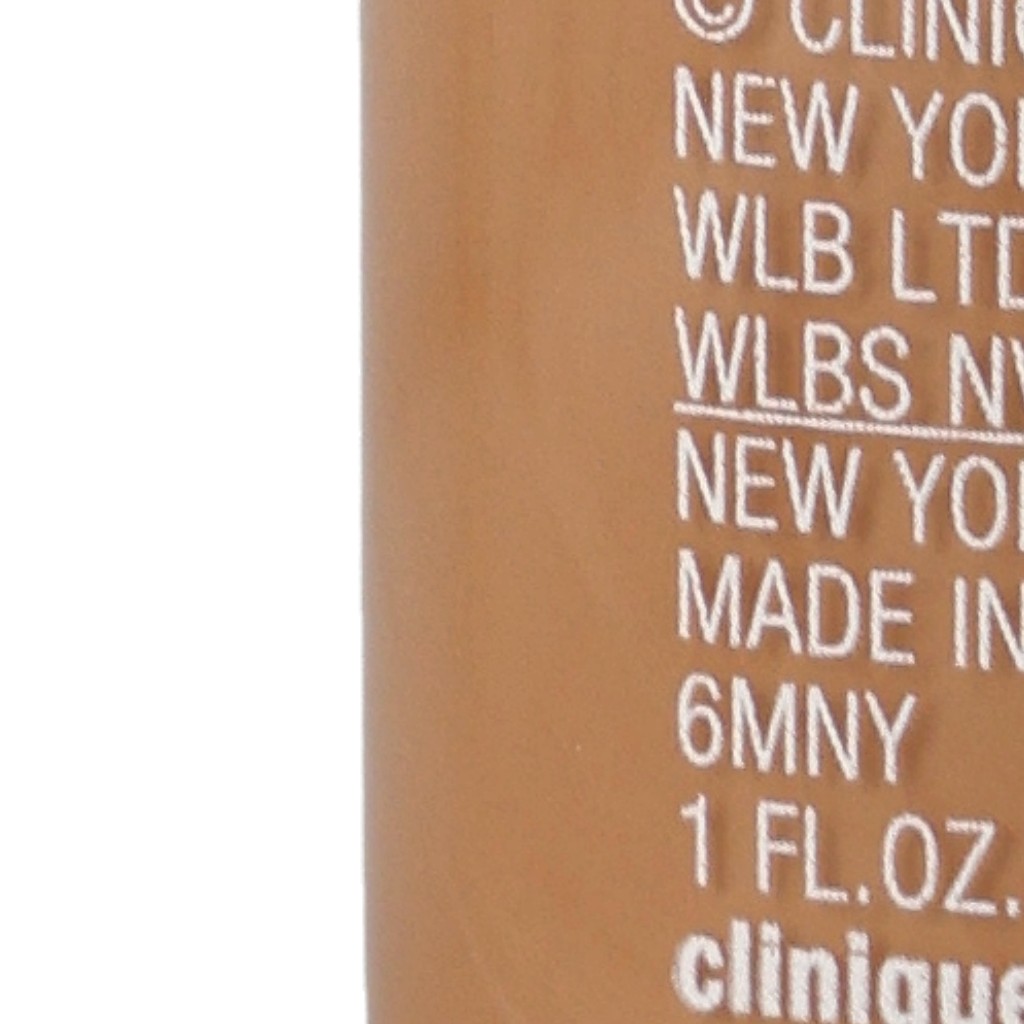 © CLINI
NEW YO
WLB LTD
WLBS N
NEW YO
MADE IN
6MNY
1 FL.OZ.
clinique